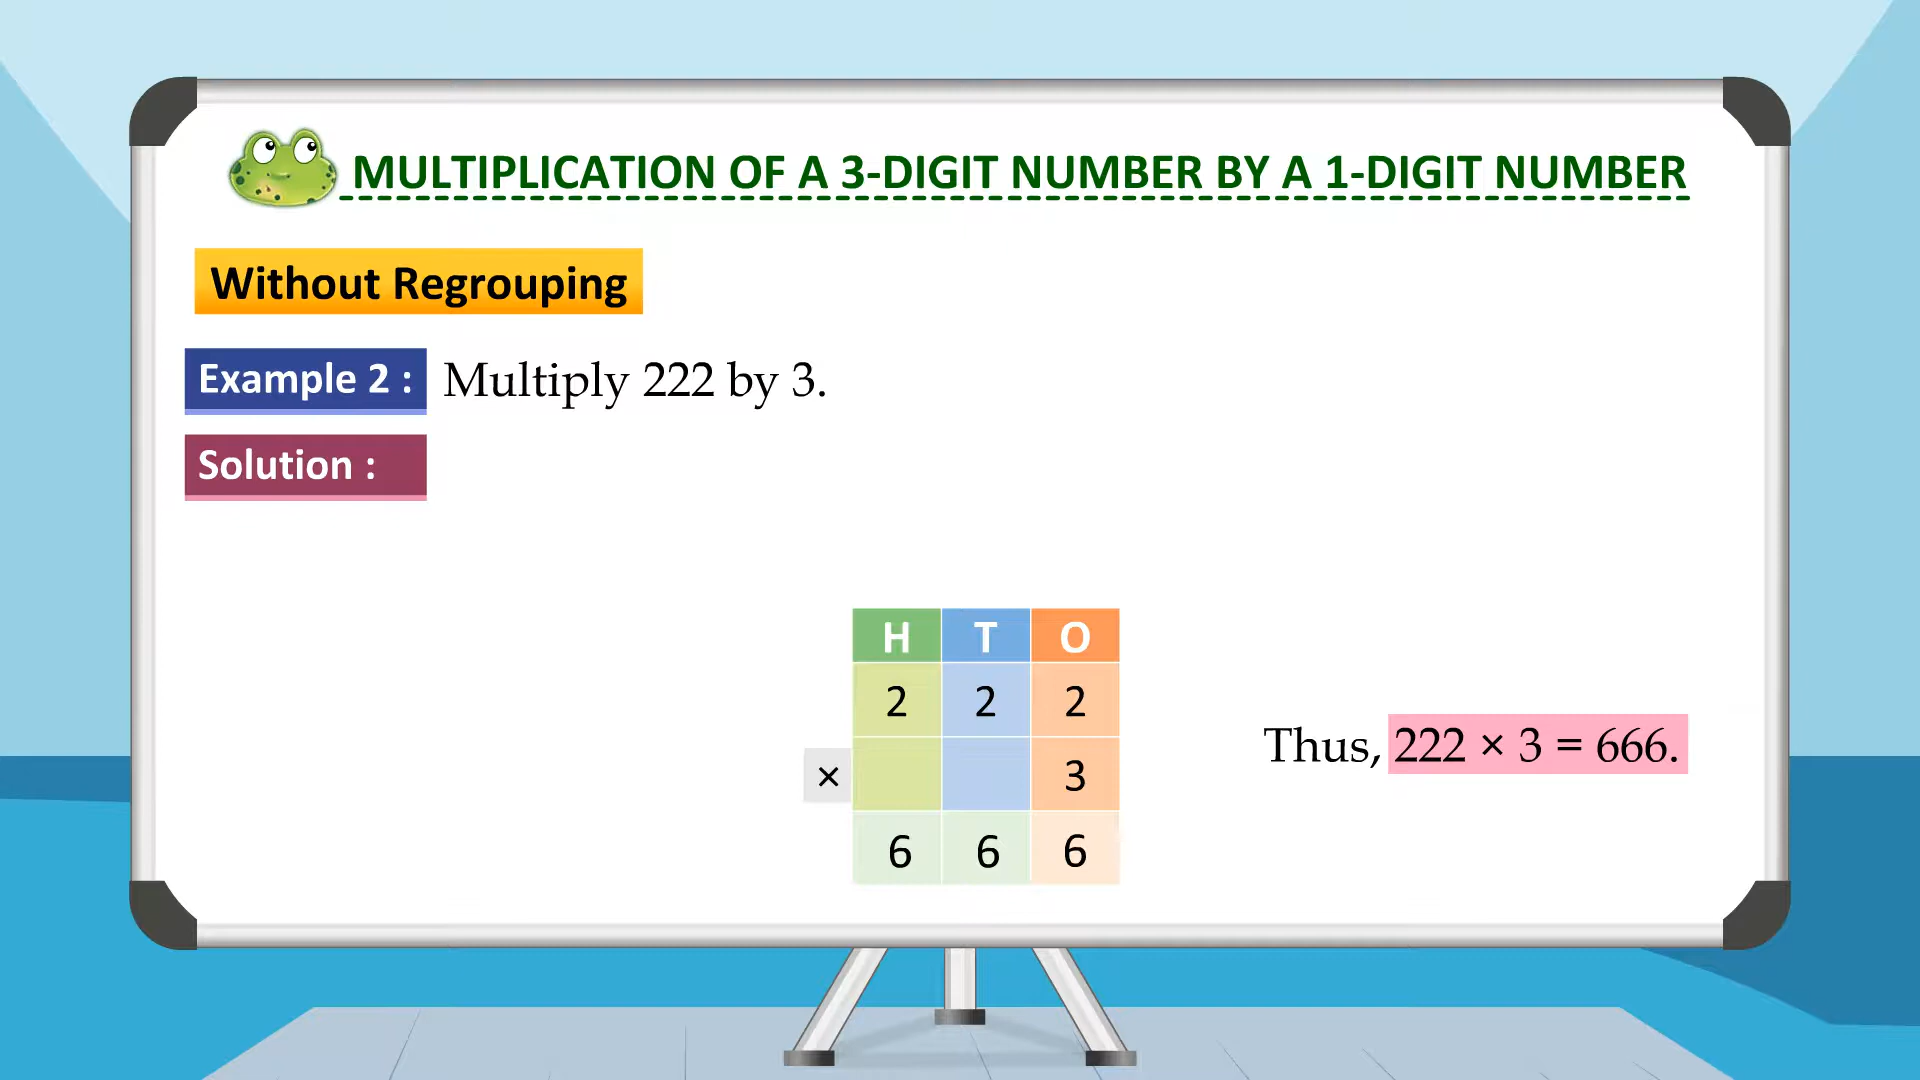 MULTIPLICATION OF A 3-DIGIT NUMBER BY A 1-DIGIT NUMBER
Without Regrouping
Example 2 : Multiply 222 by 3.
Solution :
H T O
2 2 2
× 3
6 6 6
Thus, 222 × 3 = 666.